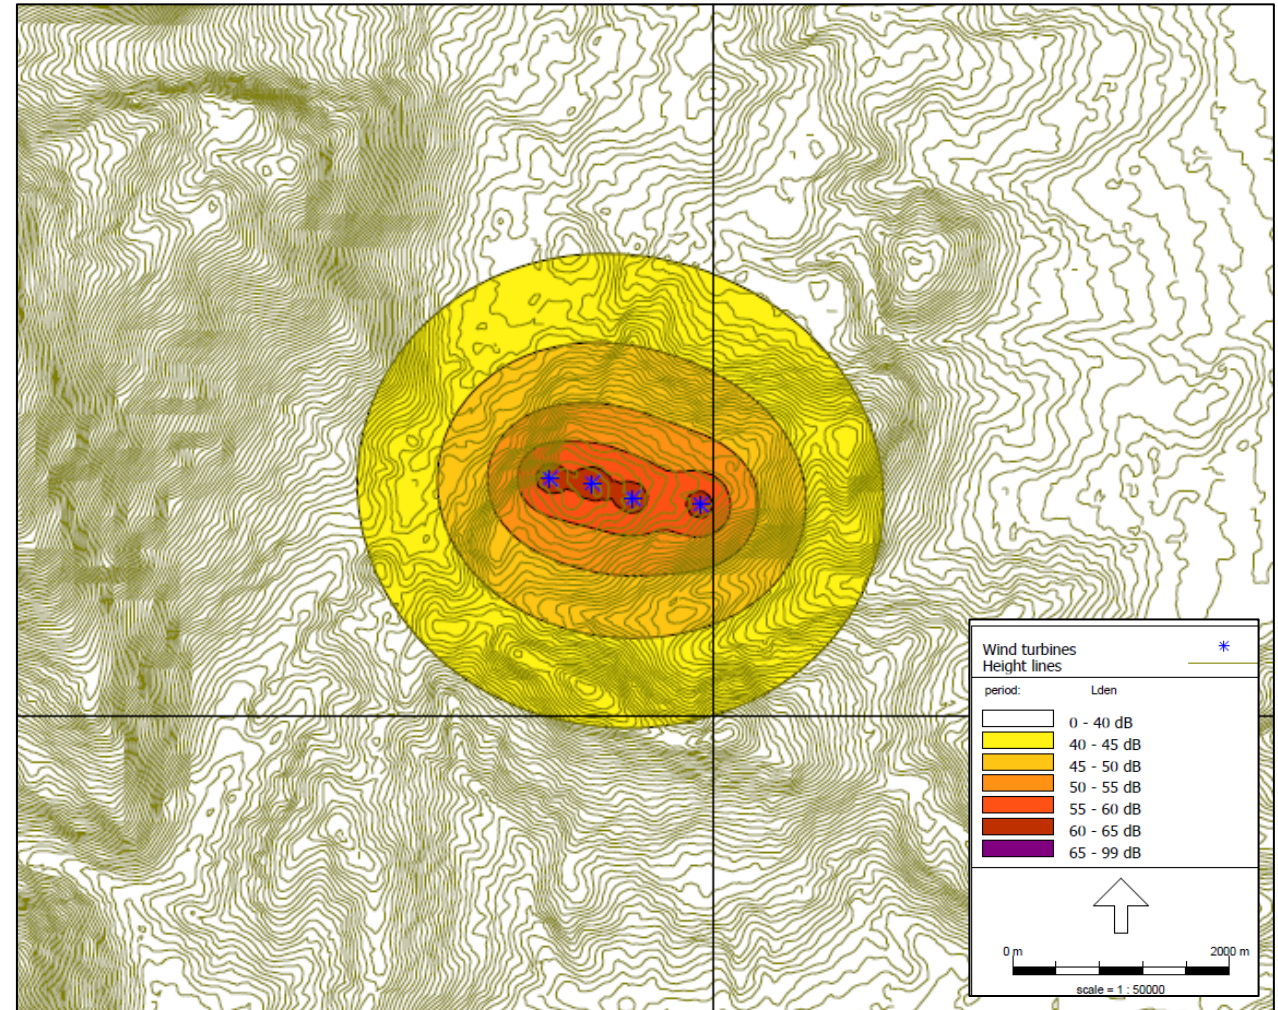 Wind turbines
Height lines
period: Lden
0 - 40 dB
40 - 45 dB
45 - 50 dB
50 - 55 dB
55 - 60 dB
60 - 65 dB
65 - 99 dB
0 m 2000 m
scale = 1 : 50000